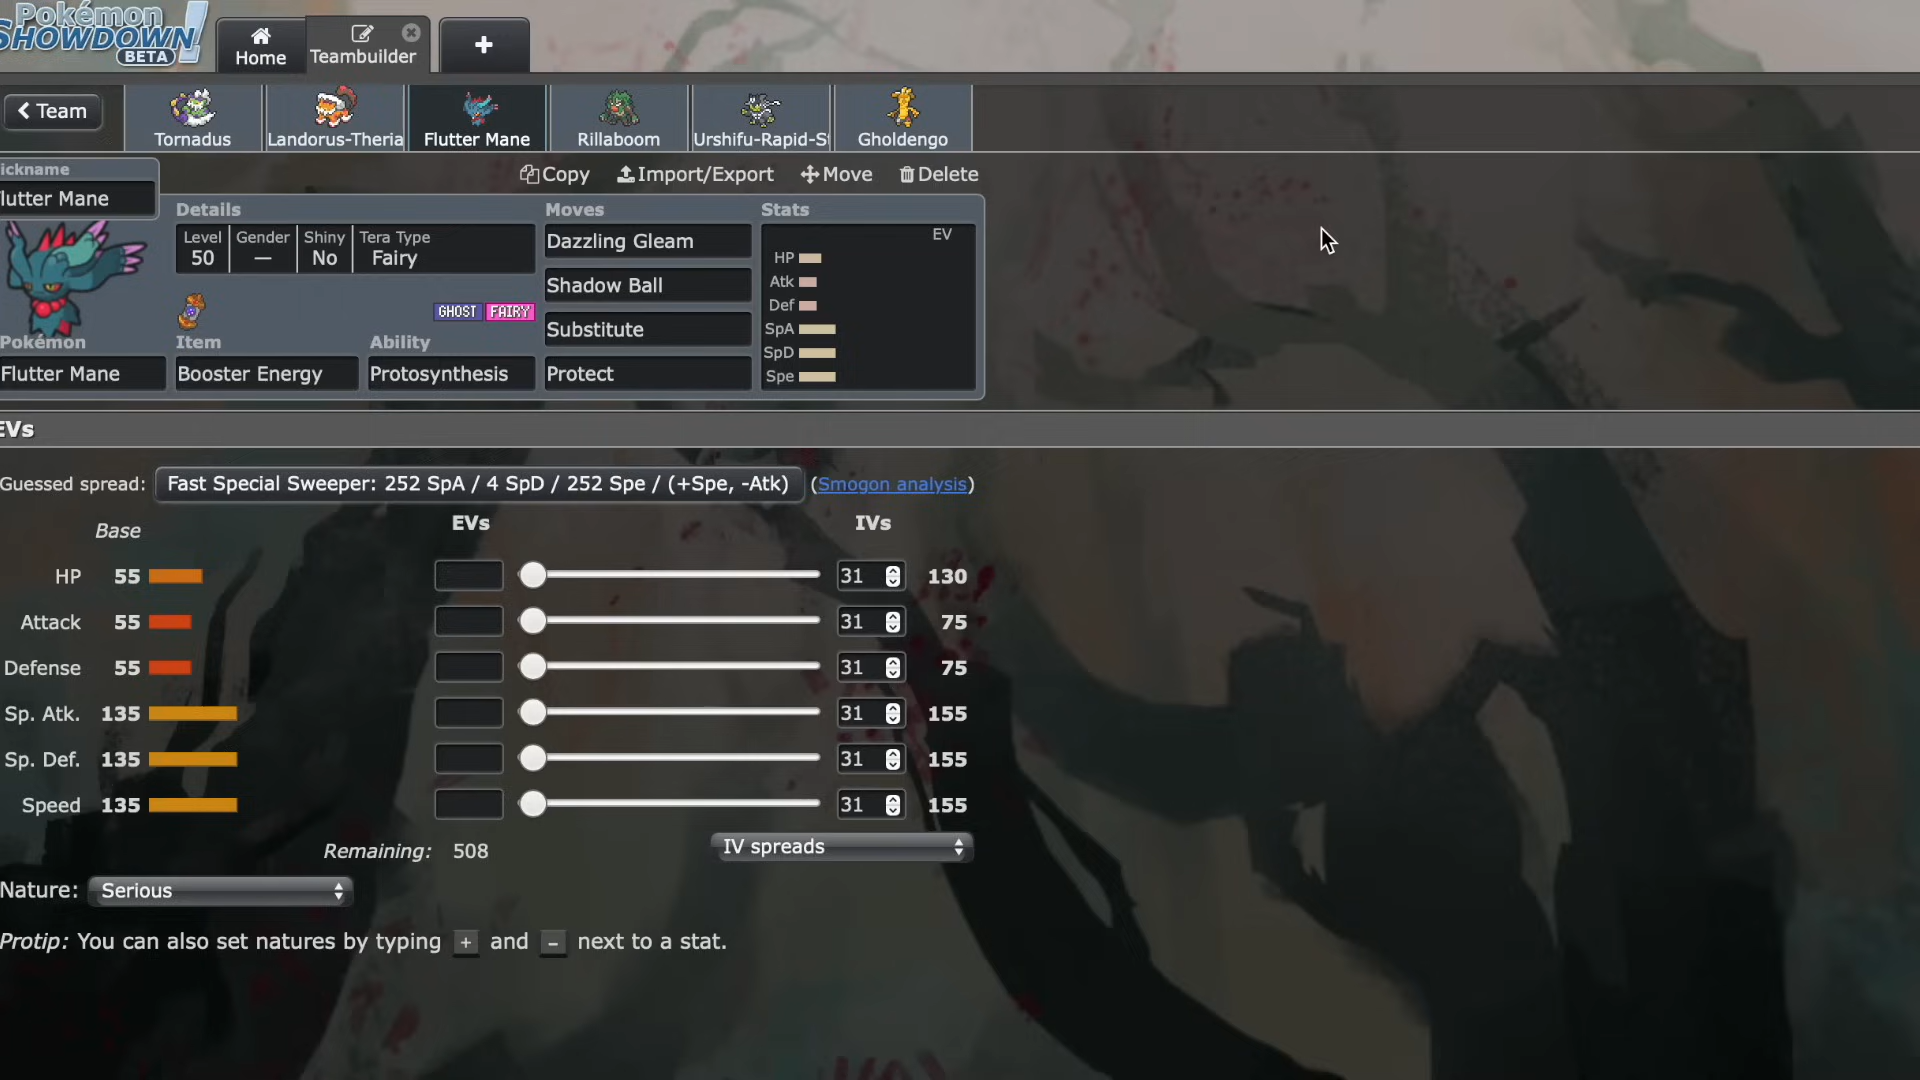 Pokémon
SHOWDOWN!
BETA
Home
Teambuilder
+
Team
Tornadus
Landorus-Theria
Flutter Mane
Rillaboom
Urshifu-Rapid-S
Gholdengo
ickname
lutter Mane
Copy
Import/Export
Move
Delete
Details
Level
50
Gender
—
Shiny
No
Tera Type
Fairy
GHOST FAIRY
Pokémon
Flutter Mane
Item
Booster Energy
Ability
Protosynthesis
Moves
Dazzling Gleam
Shadow Ball
Substitute
Protect
Stats
EV
HP
Atk
Def
SpA
SpD
Spe
EVs
Guessed spread: Fast Special Sweeper: 252 SpA / 4 SpD / 252 Spe / (+Spe, -Atk) (Smogon analysis)
Base EVs IVs
HP 55 31 130
Attack 55 31 75
Defense 55 31 75
Sp. Atk. 135 31 155
Sp. Def. 135 31 155
Speed 135 31 155
Remaining: 508 IV spreads
Nature: Serious
Protip: You can also set natures by typing + and - next to a stat.